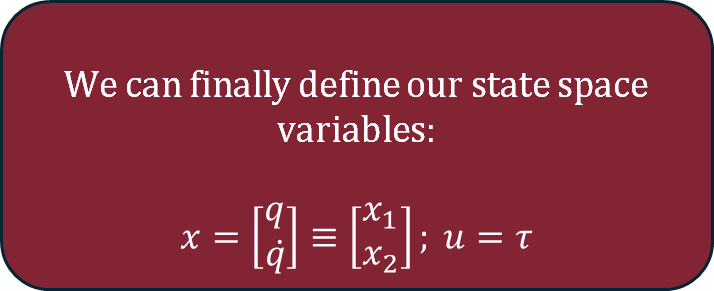 We can finally define our state space
variables:
x = [q q̇] ≡ [x₁ x₂]; u = τ